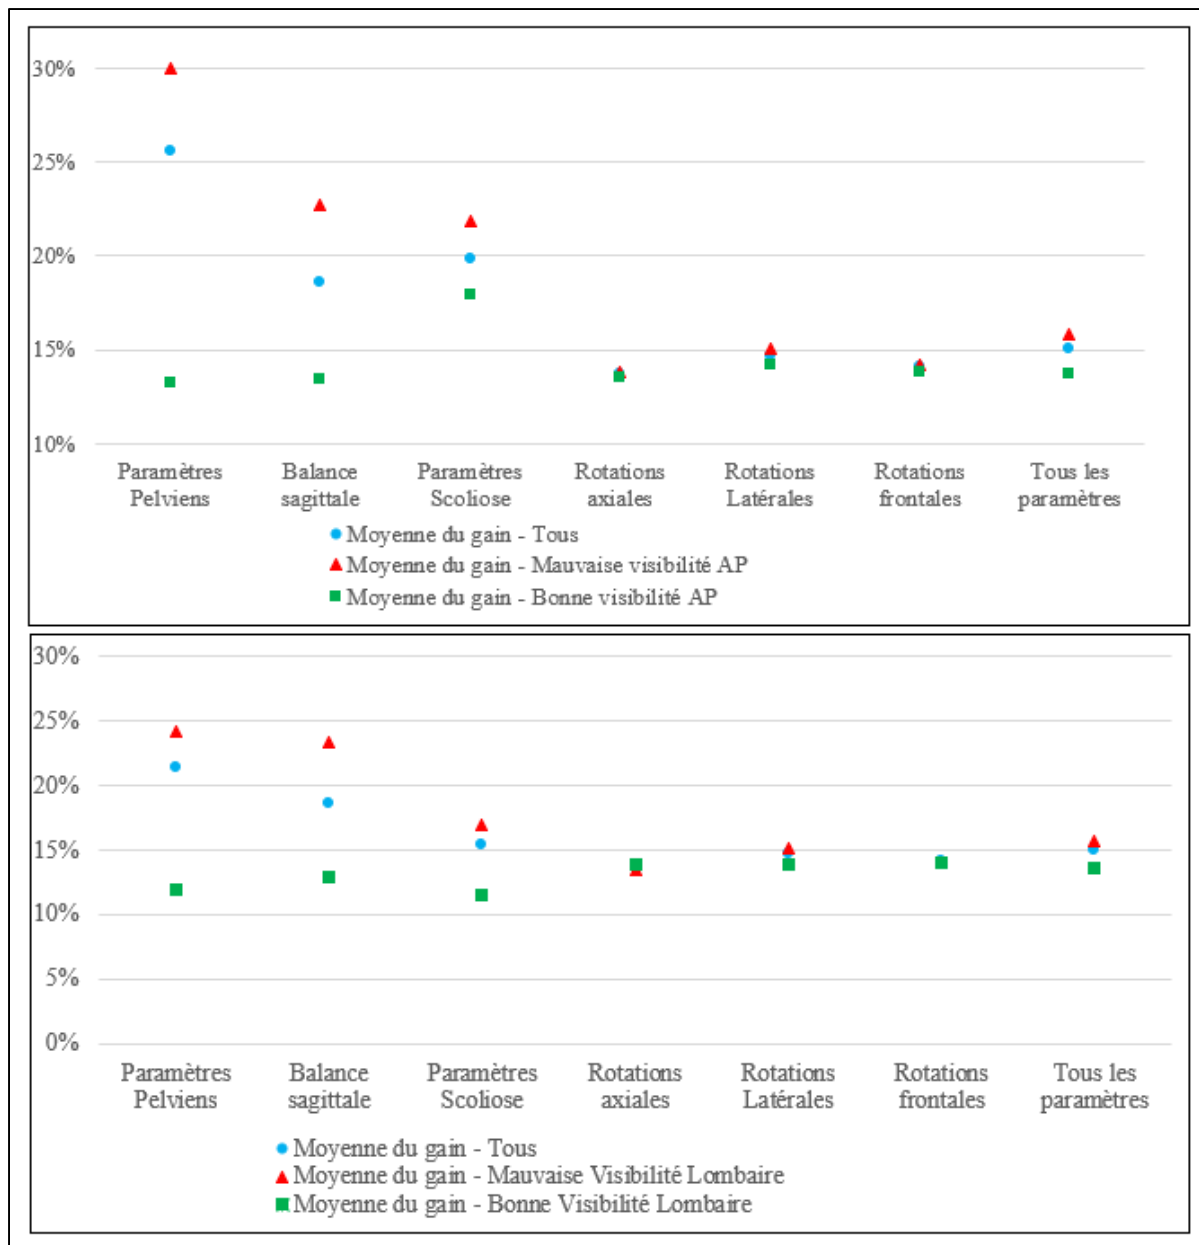 30%
25%
20%
15%
10%
Paramètres Balance Paramètres Rotations Rotations Rotations Tous les
Pelviens sagittale Scoliose axiales Latérales frontales paramètres
Moyenne du gain - Tous
Moyenne du gain - Mauvaise visibilité AP
Moyenne du gain - Bonne visibilité AP
30%
25%
20%
15%
10%
5%
0%
Paramètres Balance Paramètres Rotations Rotations Rotations Tous les
Pelviens sagittale Scoliose axiales Latérales frontales paramètres
Moyenne du gain - Tous
Moyenne du gain - Mauvaise Visibilité Lombaire
Moyenne du gain - Bonne Visibilité Lombaire